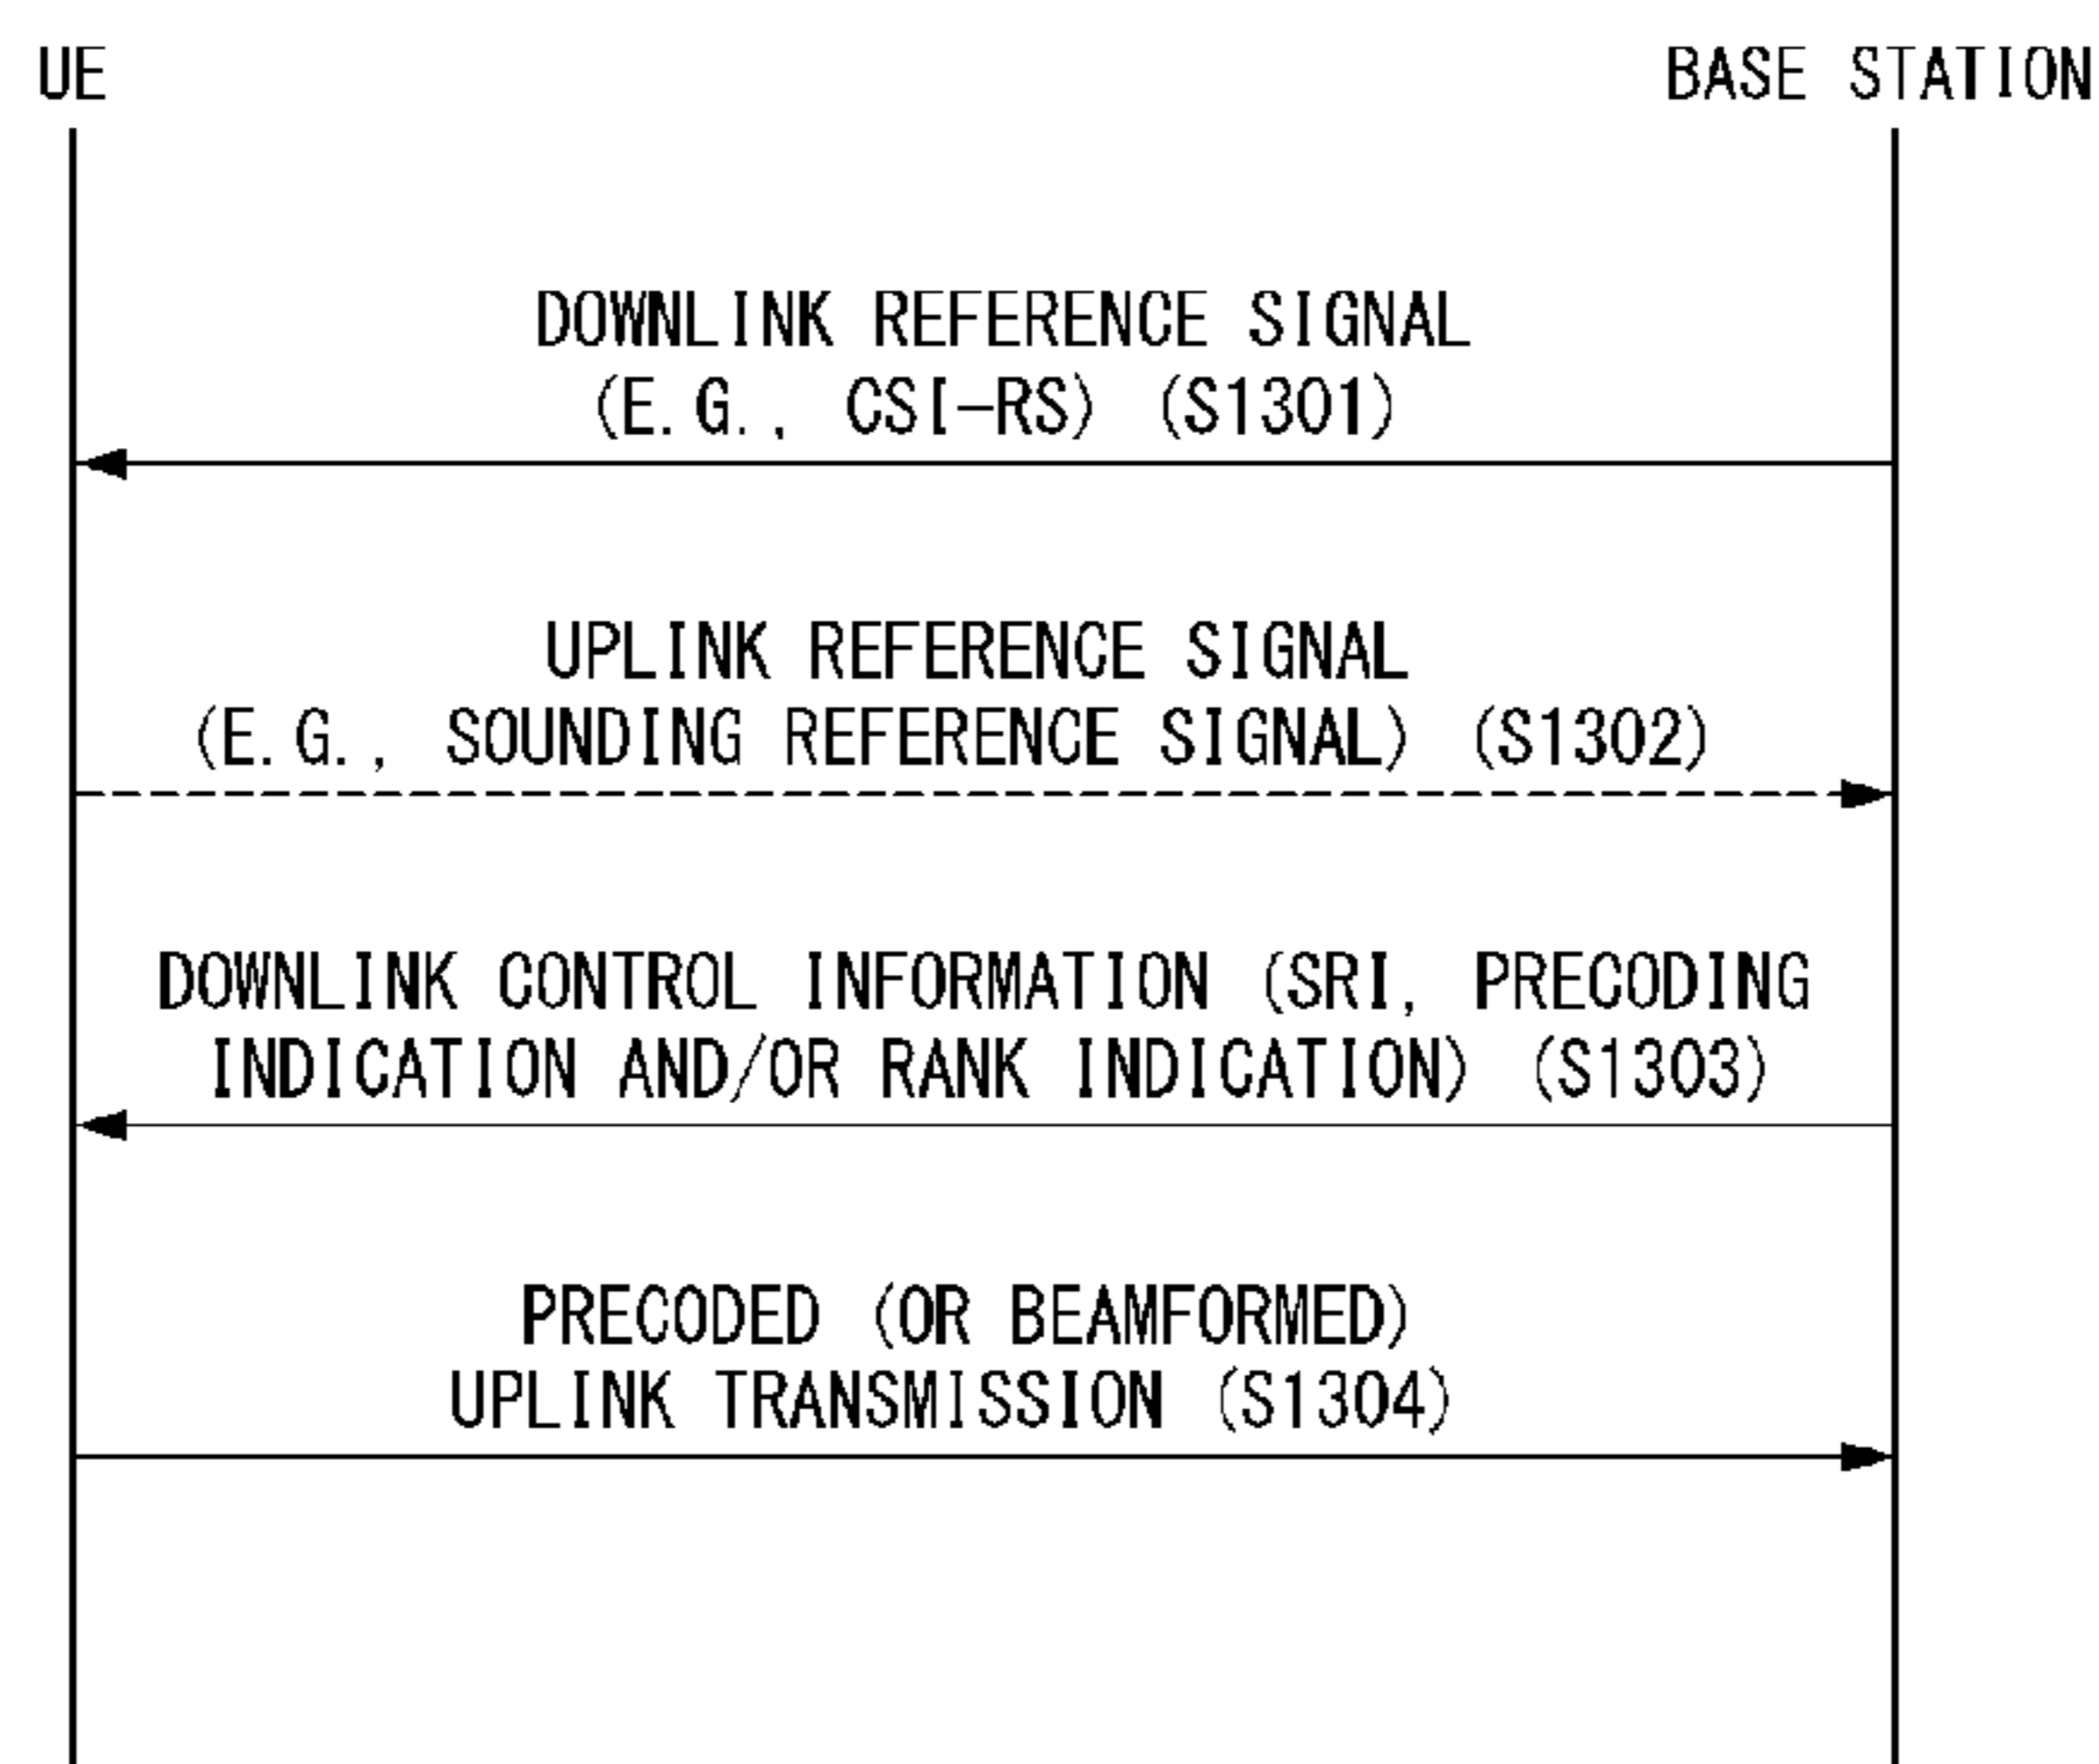 UE
BASE STATION
DOWNLINK REFERENCE SIGNAL
(E.G., CSI-RS) (S1301)
UPLINK REFERENCE SIGNAL
(E.G., SOUNDING REFERENCE SIGNAL) (S1302)
DOWNLINK CONTROL INFORMATION (SRI, PRECODING
INDICATION AND/OR RANK INDICATION) (S1303)
PRECODED (OR BEAMFORMED)
UPLINK TRANSMISSION (S1304)